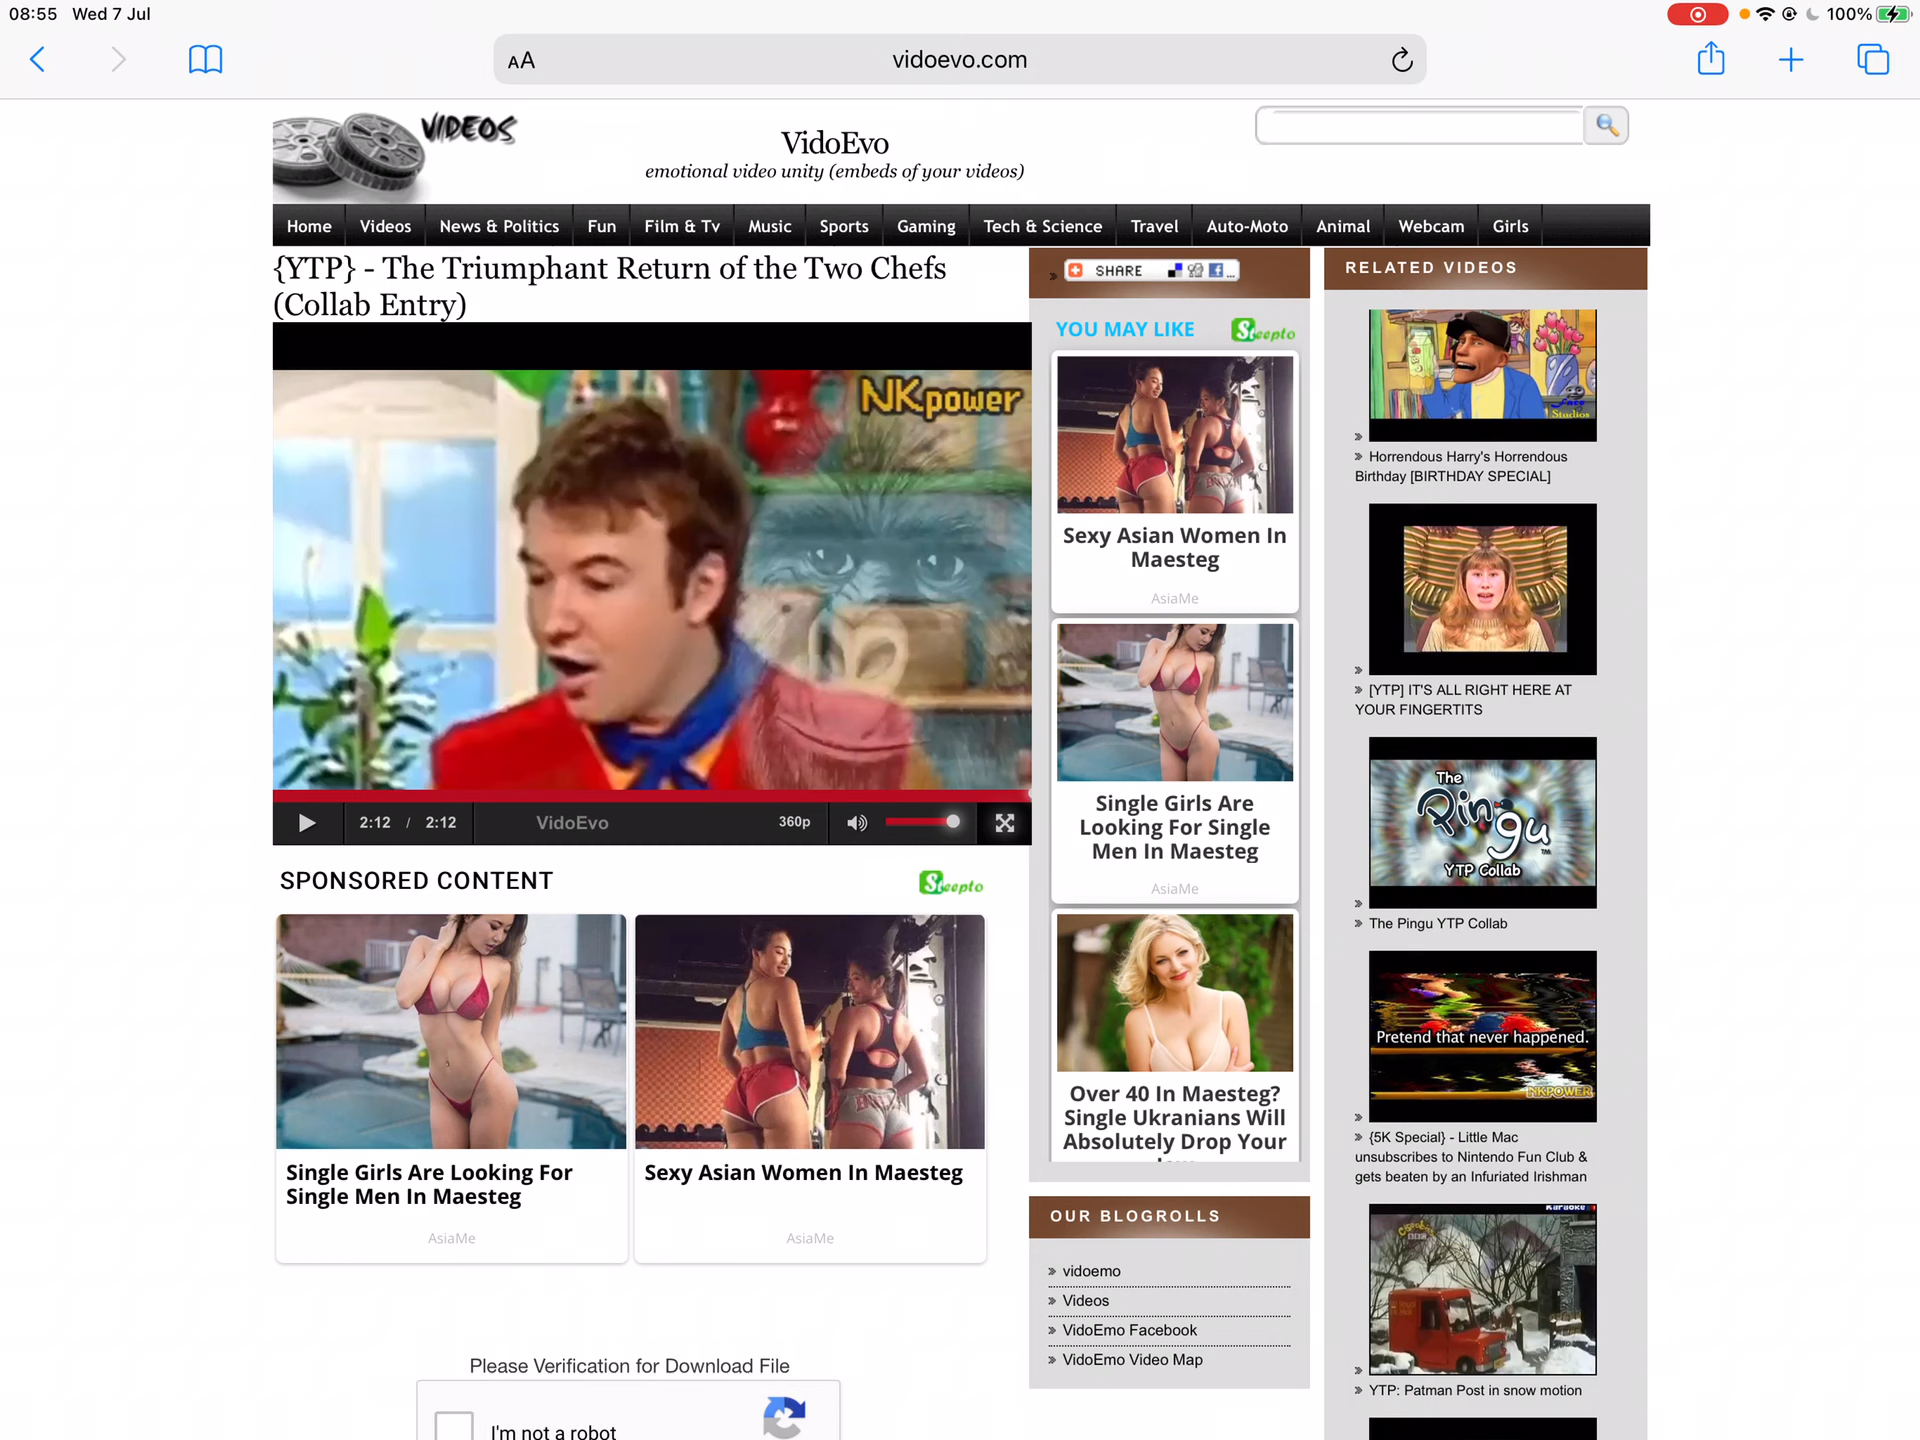 08:55 Wed 7 Jul
100%
AA
vidoevo.com
VIDEOS
VidoEvo
emotional video unity (embeds of your videos)
Home Videos News & Politics Fun Film & Tv Music Sports Gaming Tech & Science Travel Auto-Moto Animal Webcam Girls
{YTP} - The Triumphant Return of the Two Chefs
(Collab Entry)
NKpower
2:12 / 2:12 VidoEvo 360p
SPONSORED CONTENT
Steepto
Single Girls Are Looking For
Single Men In Maesteg
AsiaMe
Sexy Asian Women In Maesteg
AsiaMe
Please Verification for Download File
I'm not a robot
» SHARE ...
YOU MAY LIKE
Steepto
Sexy Asian Women In
Maesteg
AsiaMe
Single Girls Are
Looking For Single
Men In Maesteg
AsiaMe
Over 40 In Maesteg?
Single Ukranians Will
Absolutely Drop Your
OUR BLOGROLLS
» vidoemo
» Videos
» VidoEmo Facebook
» VidoEmo Video Map
RELATED VIDEOS
Face
Studios
»
» Horrendous Harry's Horrendous
Birthday [BIRTHDAY SPECIAL]
»
» [YTP] IT'S ALL RIGHT HERE AT
YOUR FINGERTITS
The
Pingu
YTP Collab
»
» The Pingu YTP Collab
Pretend that never happened.
NKPOWER
»
» {5K Special} - Little Mac
unsubscribes to Nintendo Fun Club &
gets beaten by an Infuriated Irishman
Karaoke
»
» YTP: Patman Post in snow motion